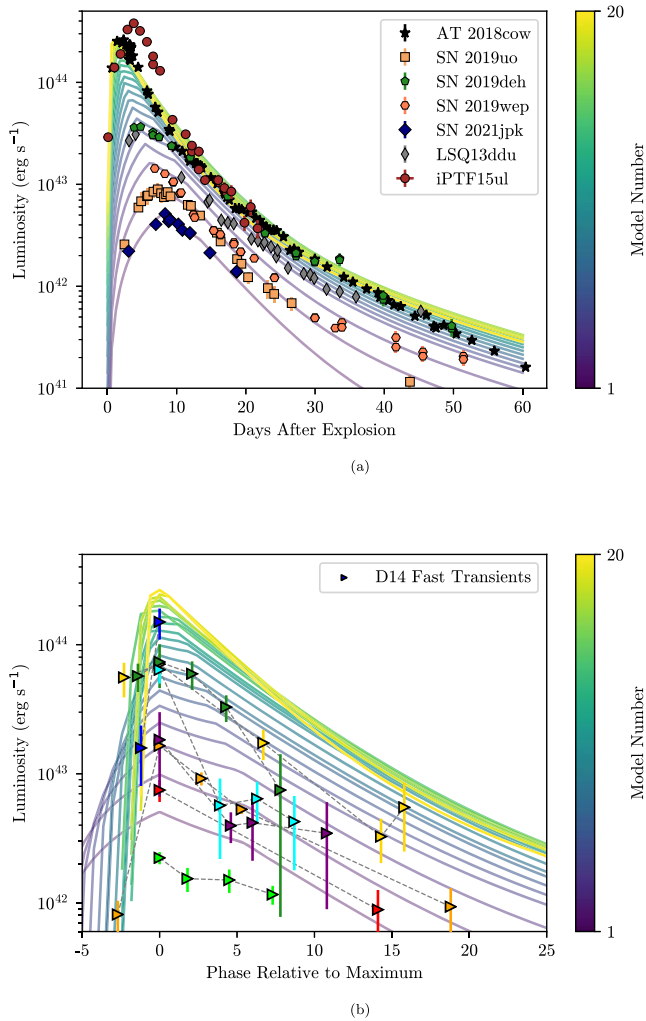 AT 2018cow
SN 2019uo
SN 2019deh
SN 2019wep
SN 2021jpk
LSQ13ddu
iPTF15ul
10^44
10^43
10^42
10^41
Luminosity (erg s^−1)
0 10 20 30 40 50 60
Days After Explosion
20
1
Model Number
(a)
D14 Fast Transients
10^44
10^43
10^42
Luminosity (erg s^−1)
-5 0 5 10 15 20 25
Phase Relative to Maximum
20
1
Model Number
(b)